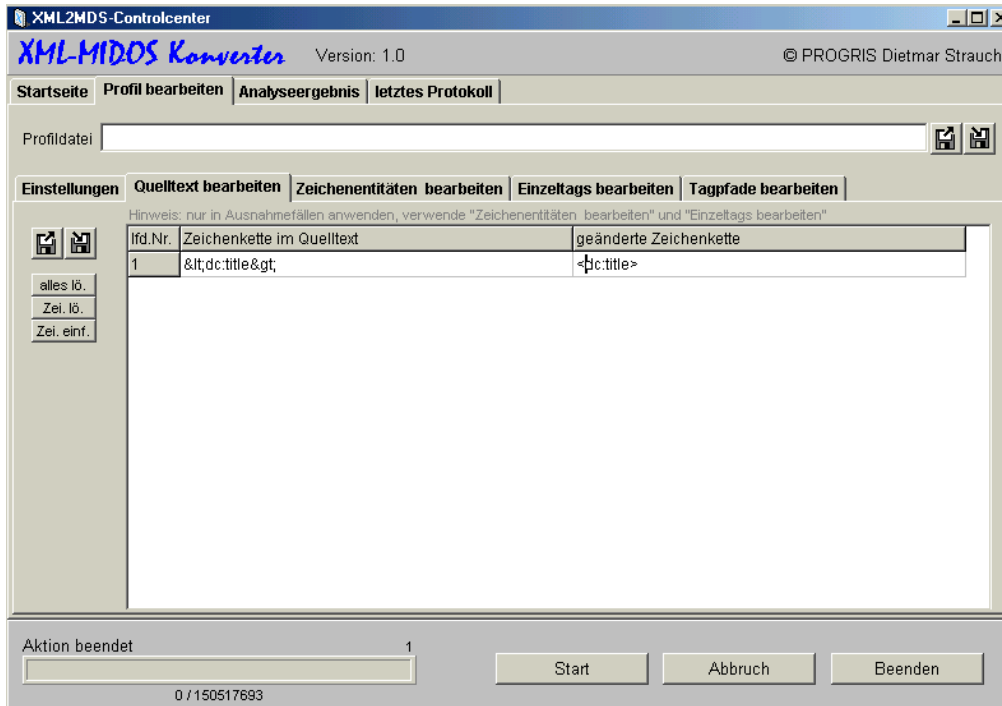 XML2MDS-Controlcenter
XML-MIDOS Konverter Version: 1.0 © PROGRIS Dietmar Strauch
Startseite Profil bearbeiten Analyseergebnis letztes Protokoll
Profildatei
Einstellungen Quelltext bearbeiten Zeichenentitäten bearbeiten Einzeltags bearbeiten Tagpfade bearbeiten
Hinweis: nur in Ausnahmefällen anwenden, verwende "Zeichenentitäten bearbeiten" und "Einzeltags bearbeiten"
lfd.Nr. Zeichenkette im Quelltext geänderte Zeichenkette
1 &lt;dc:title&gt; <dc:title>
alles lö.
Zei. lö.
Zei. einf.
Aktion beendet 1
Start Abbruch Beenden
0 / 150517693